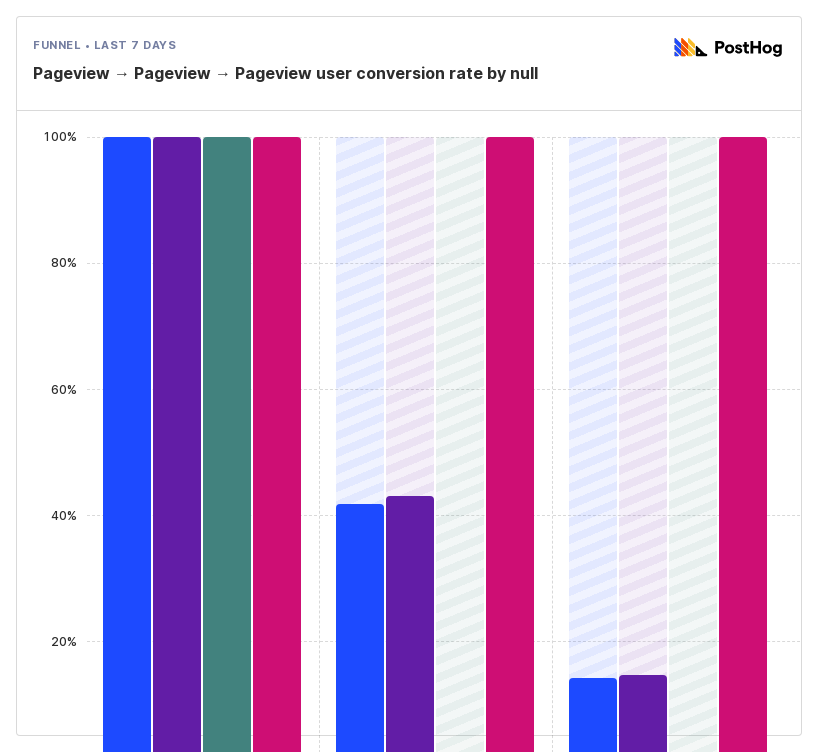 FUNNEL • LAST 7 DAYS
PostHog
Pageview → Pageview → Pageview user conversion rate by null
100%
80%
60%
40%
20%